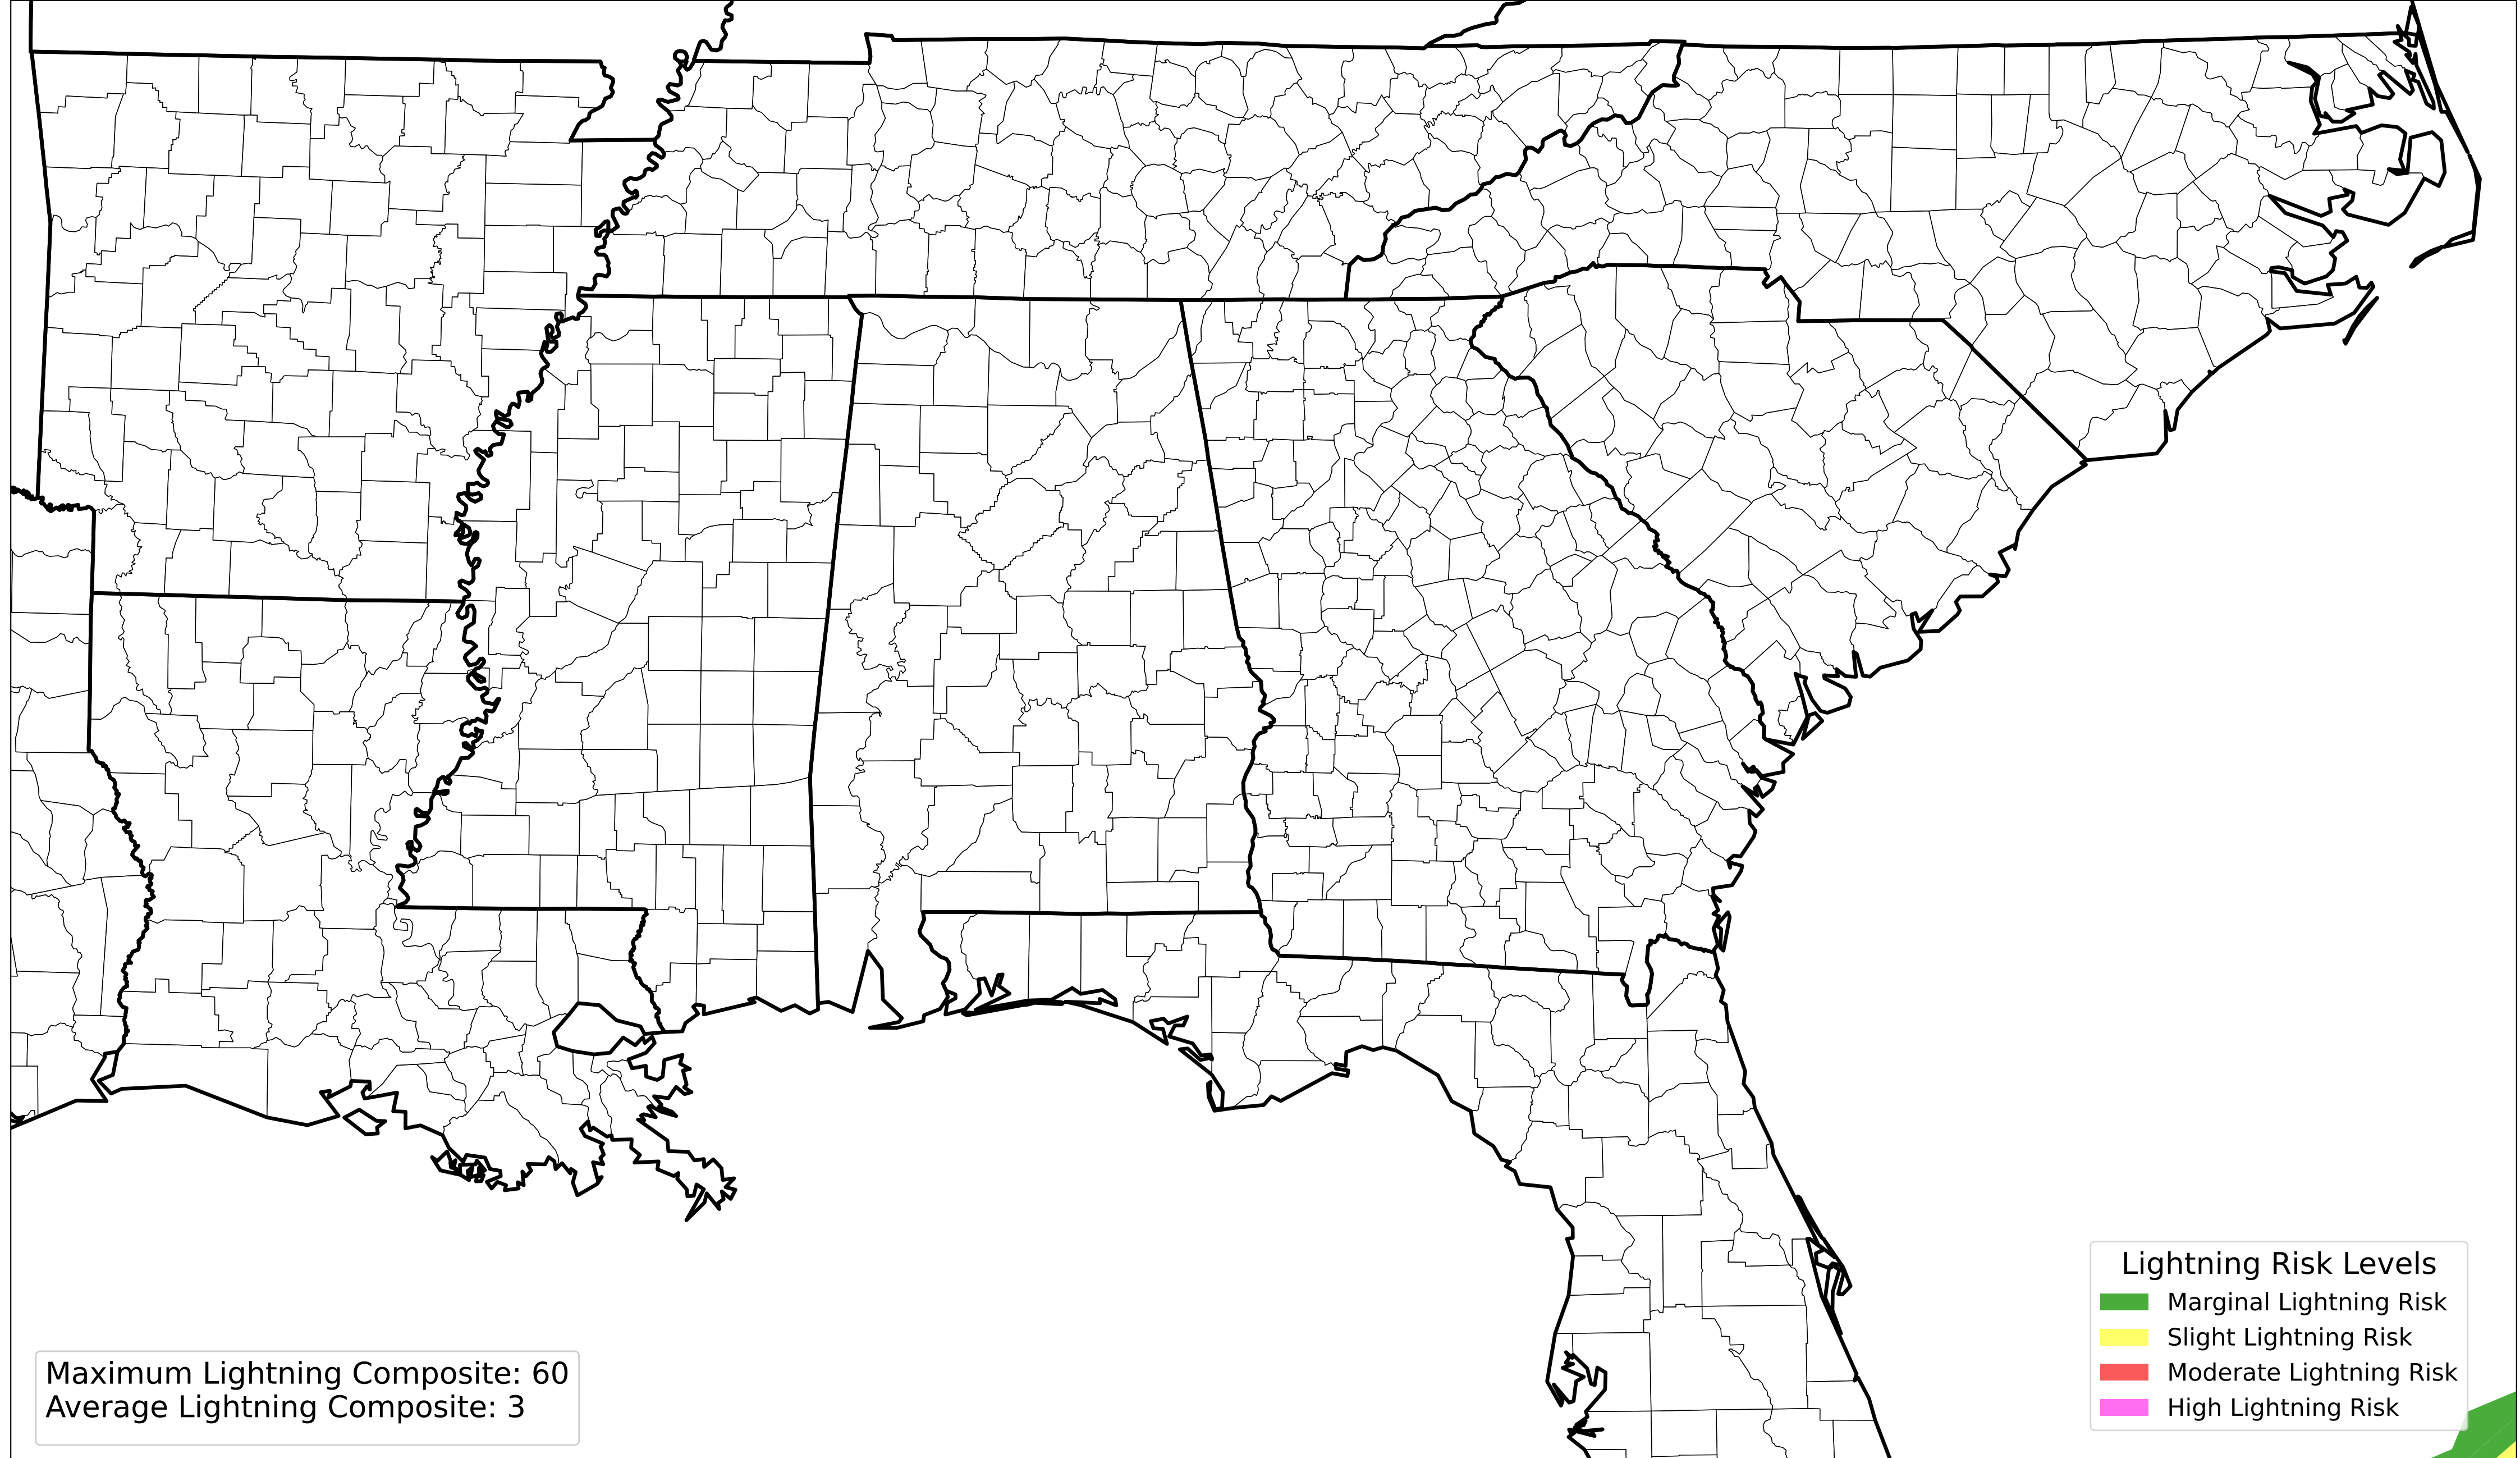 Lightning Risk Levels
Marginal Lightning Risk
Slight Lightning Risk
Moderate Lightning Risk
High Lightning Risk
Maximum Lightning Composite: 60
Average Lightning Composite: 3